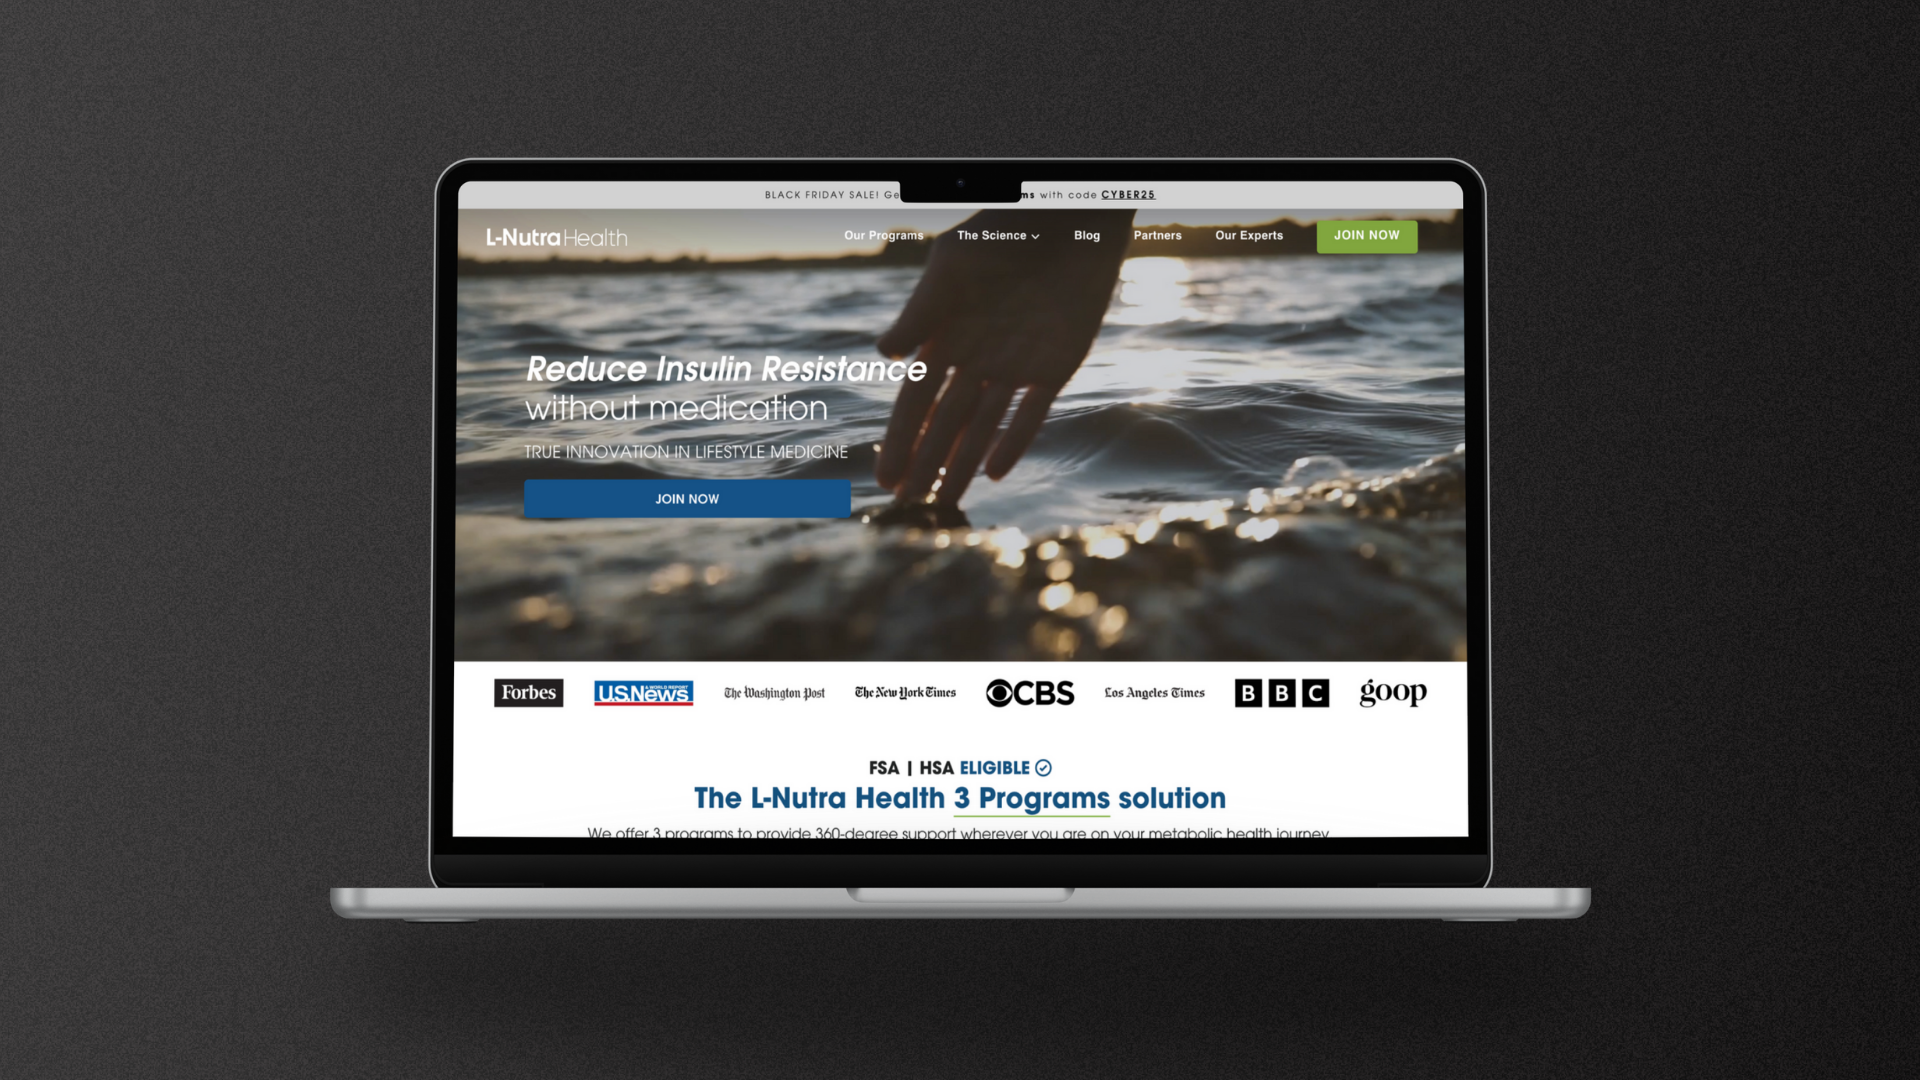 BLACK FRIDAY SALE! Ge ms with code CYBER25
L-Nutra Health
Our Programs The Science Blog Partners Our Experts JOIN NOW
Reduce Insulin Resistance
without medication
TRUE INNOVATION IN LIFESTYLE MEDICINE
JOIN NOW
Forbes U.S.News & WORLD REPORT The Washington Post The New York Times CBS Los Angeles Times BBC goop
FSA | HSA ELIGIBLE
The L-Nutra Health 3 Programs solution
We offer 3 programs to provide 360-degree support wherever you are on your metabolic health journey